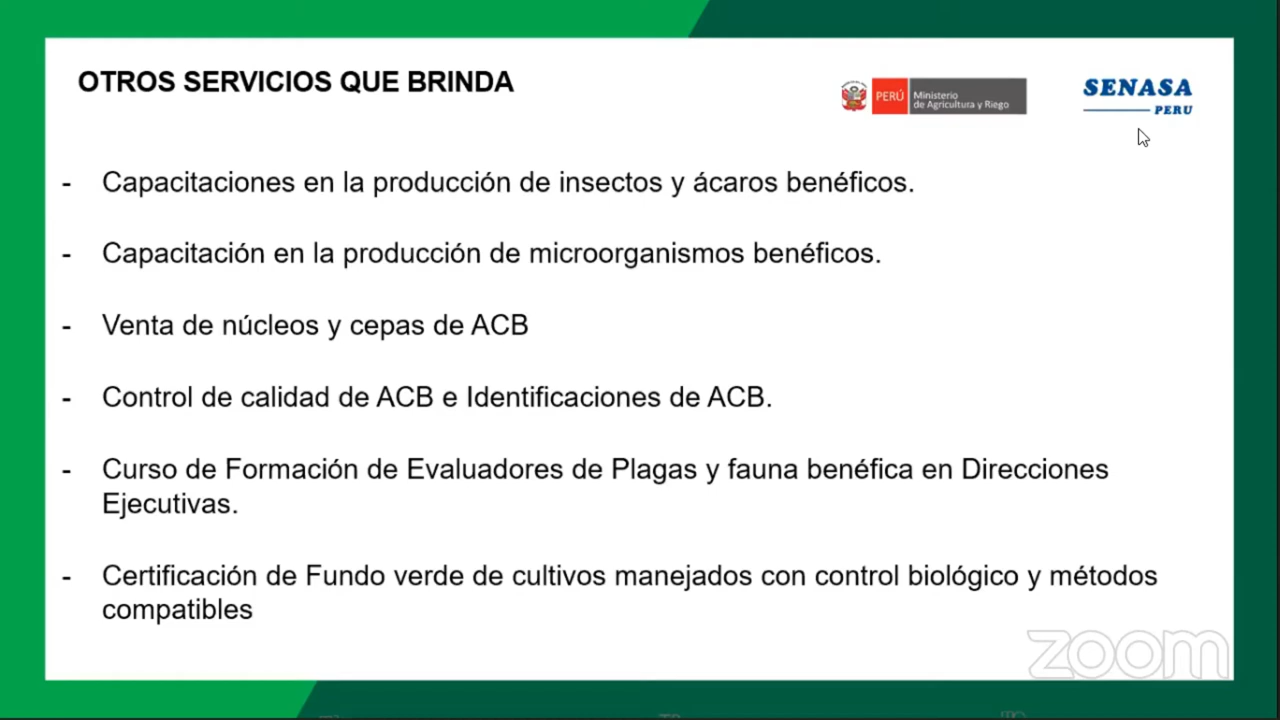 OTROS SERVICIOS QUE BRINDA
PERÚ
Ministerio
de Agricultura y Riego
SENASA
PERU
- Capacitaciones en la producción de insectos y ácaros benéficos.
- Capacitación en la producción de microorganismos benéficos.
- Venta de núcleos y cepas de ACB
- Control de calidad de ACB e Identificaciones de ACB.
- Curso de Formación de Evaluadores de Plagas y fauna benéfica en Direcciones
Ejecutivas.
- Certificación de Fundo verde de cultivos manejados con control biológico y métodos
compatibles
zoom